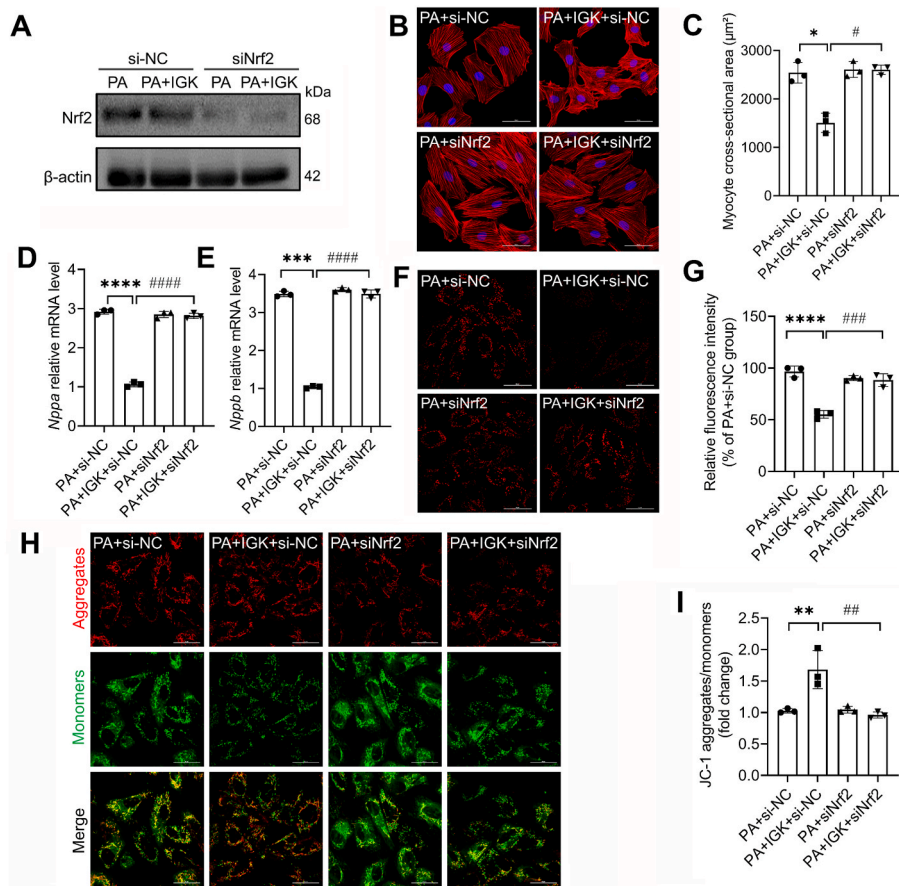 A
si-NC siNrf2
PA PA+IGK PA PA+IGK kDa
Nrf2 68
β-actin 42
B
PA+si-NC PA+IGK+si-NC
PA+siNrf2 PA+IGK+siNrf2
C
Myocyte cross-sectional area (μm²)
3000
2000
1000
0
* #
PA+si-NC
PA+IGK+si-NC
PA+siNrf2
PA+IGK+siNrf2
D
Nppa relative mRNA level
4
3
2
1
0
**** ####
PA+si-NC
PA+IGK+si-NC
PA+siNrf2
PA+IGK+siNrf2
E
Nppb relative mRNA level
4
3
2
1
0
*** ####
PA+si-NC
PA+IGK+si-NC
PA+siNrf2
PA+IGK+siNrf2
F
PA+si-NC PA+IGK+si-NC
PA+siNrf2 PA+IGK+siNrf2
G
Relative fluorescence intensity
(% of PA+si-NC group)
150
100
50
0
**** ###
PA+si-NC
PA+IGK+si-NC
PA+siNrf2
PA+IGK+siNrf2
H
PA+si-NC PA+IGK+si-NC PA+siNrf2 PA+IGK+siNrf2
Aggregates
Monomers
Merge
I
JC-1 aggregates/monomers
(fold change)
2.5
2.0
1.5
1.0
0.5
0.0
** ##
PA+si-NC
PA+IGK+si-NC
PA+siNrf2
PA+IGK+siNrf2